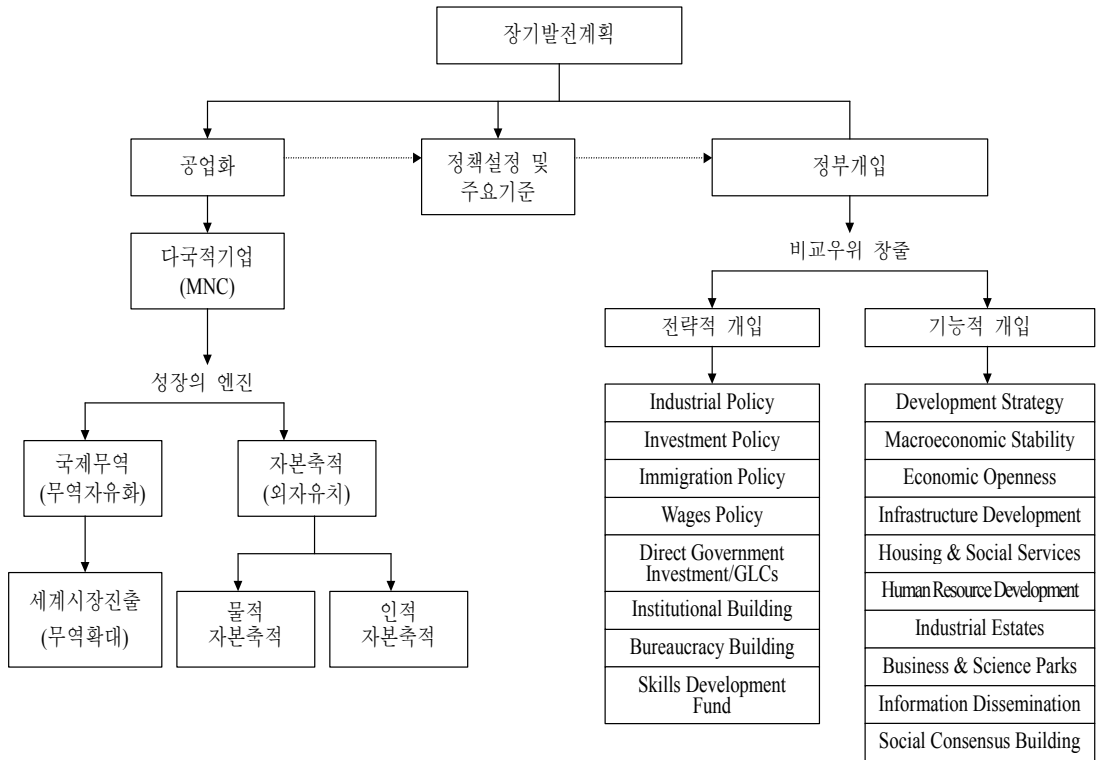 장기발전계획
공업화
정책설정 및
주요기준
정부개입
다국적기업
(MNC)
비교우위 창줄
전략적 개입
기능적 개입
성장의 엔진
국제무역
(무역자유화)
자본축적
(외자유치)
세계시장진출
(무역확대)
물적
자본축적
인적
자본축적
Industrial Policy
Investment Policy
Immigration Policy
Wages Policy
Direct Government
Investment/GLCs
Institutional Building
Bureaucracy Building
Skills Development
Fund
Development Strategy
Macroeconomic Stability
Economic Openness
Infrastructure Development
Housing & Social Services
Human Resource Development
Industrial Estates
Business & Science Parks
Information Dissemination
Social Consensus Building